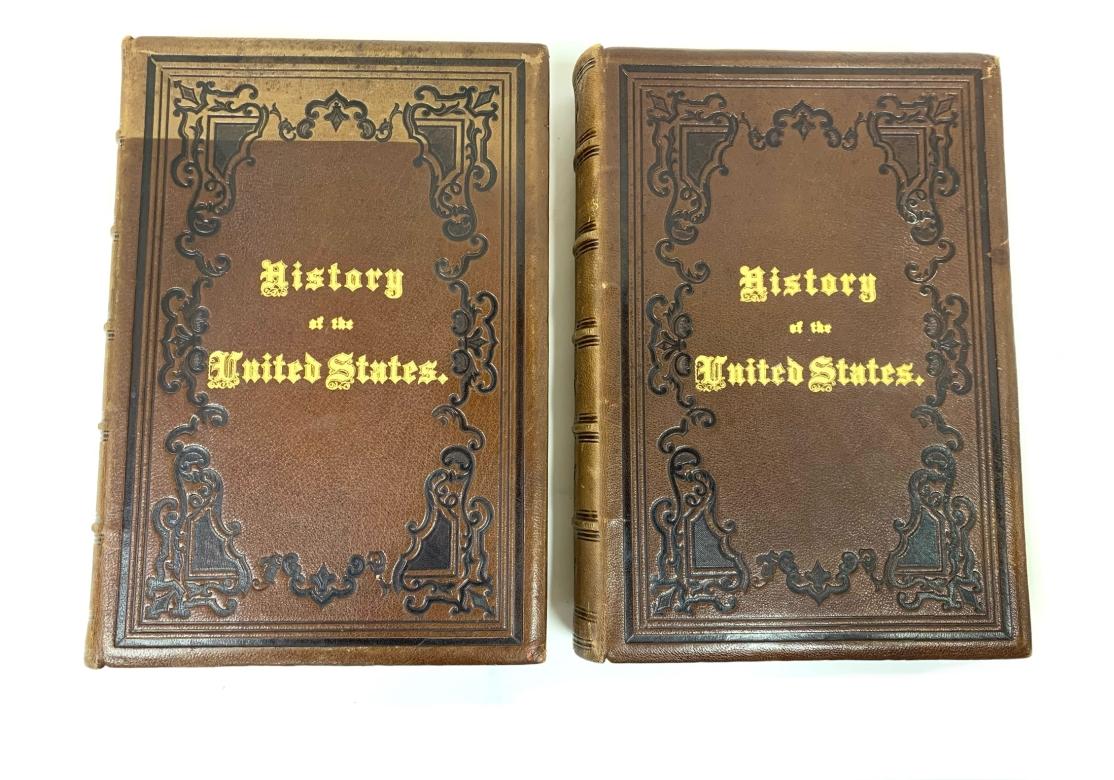 History
of the
United States.
History
of the
United States.